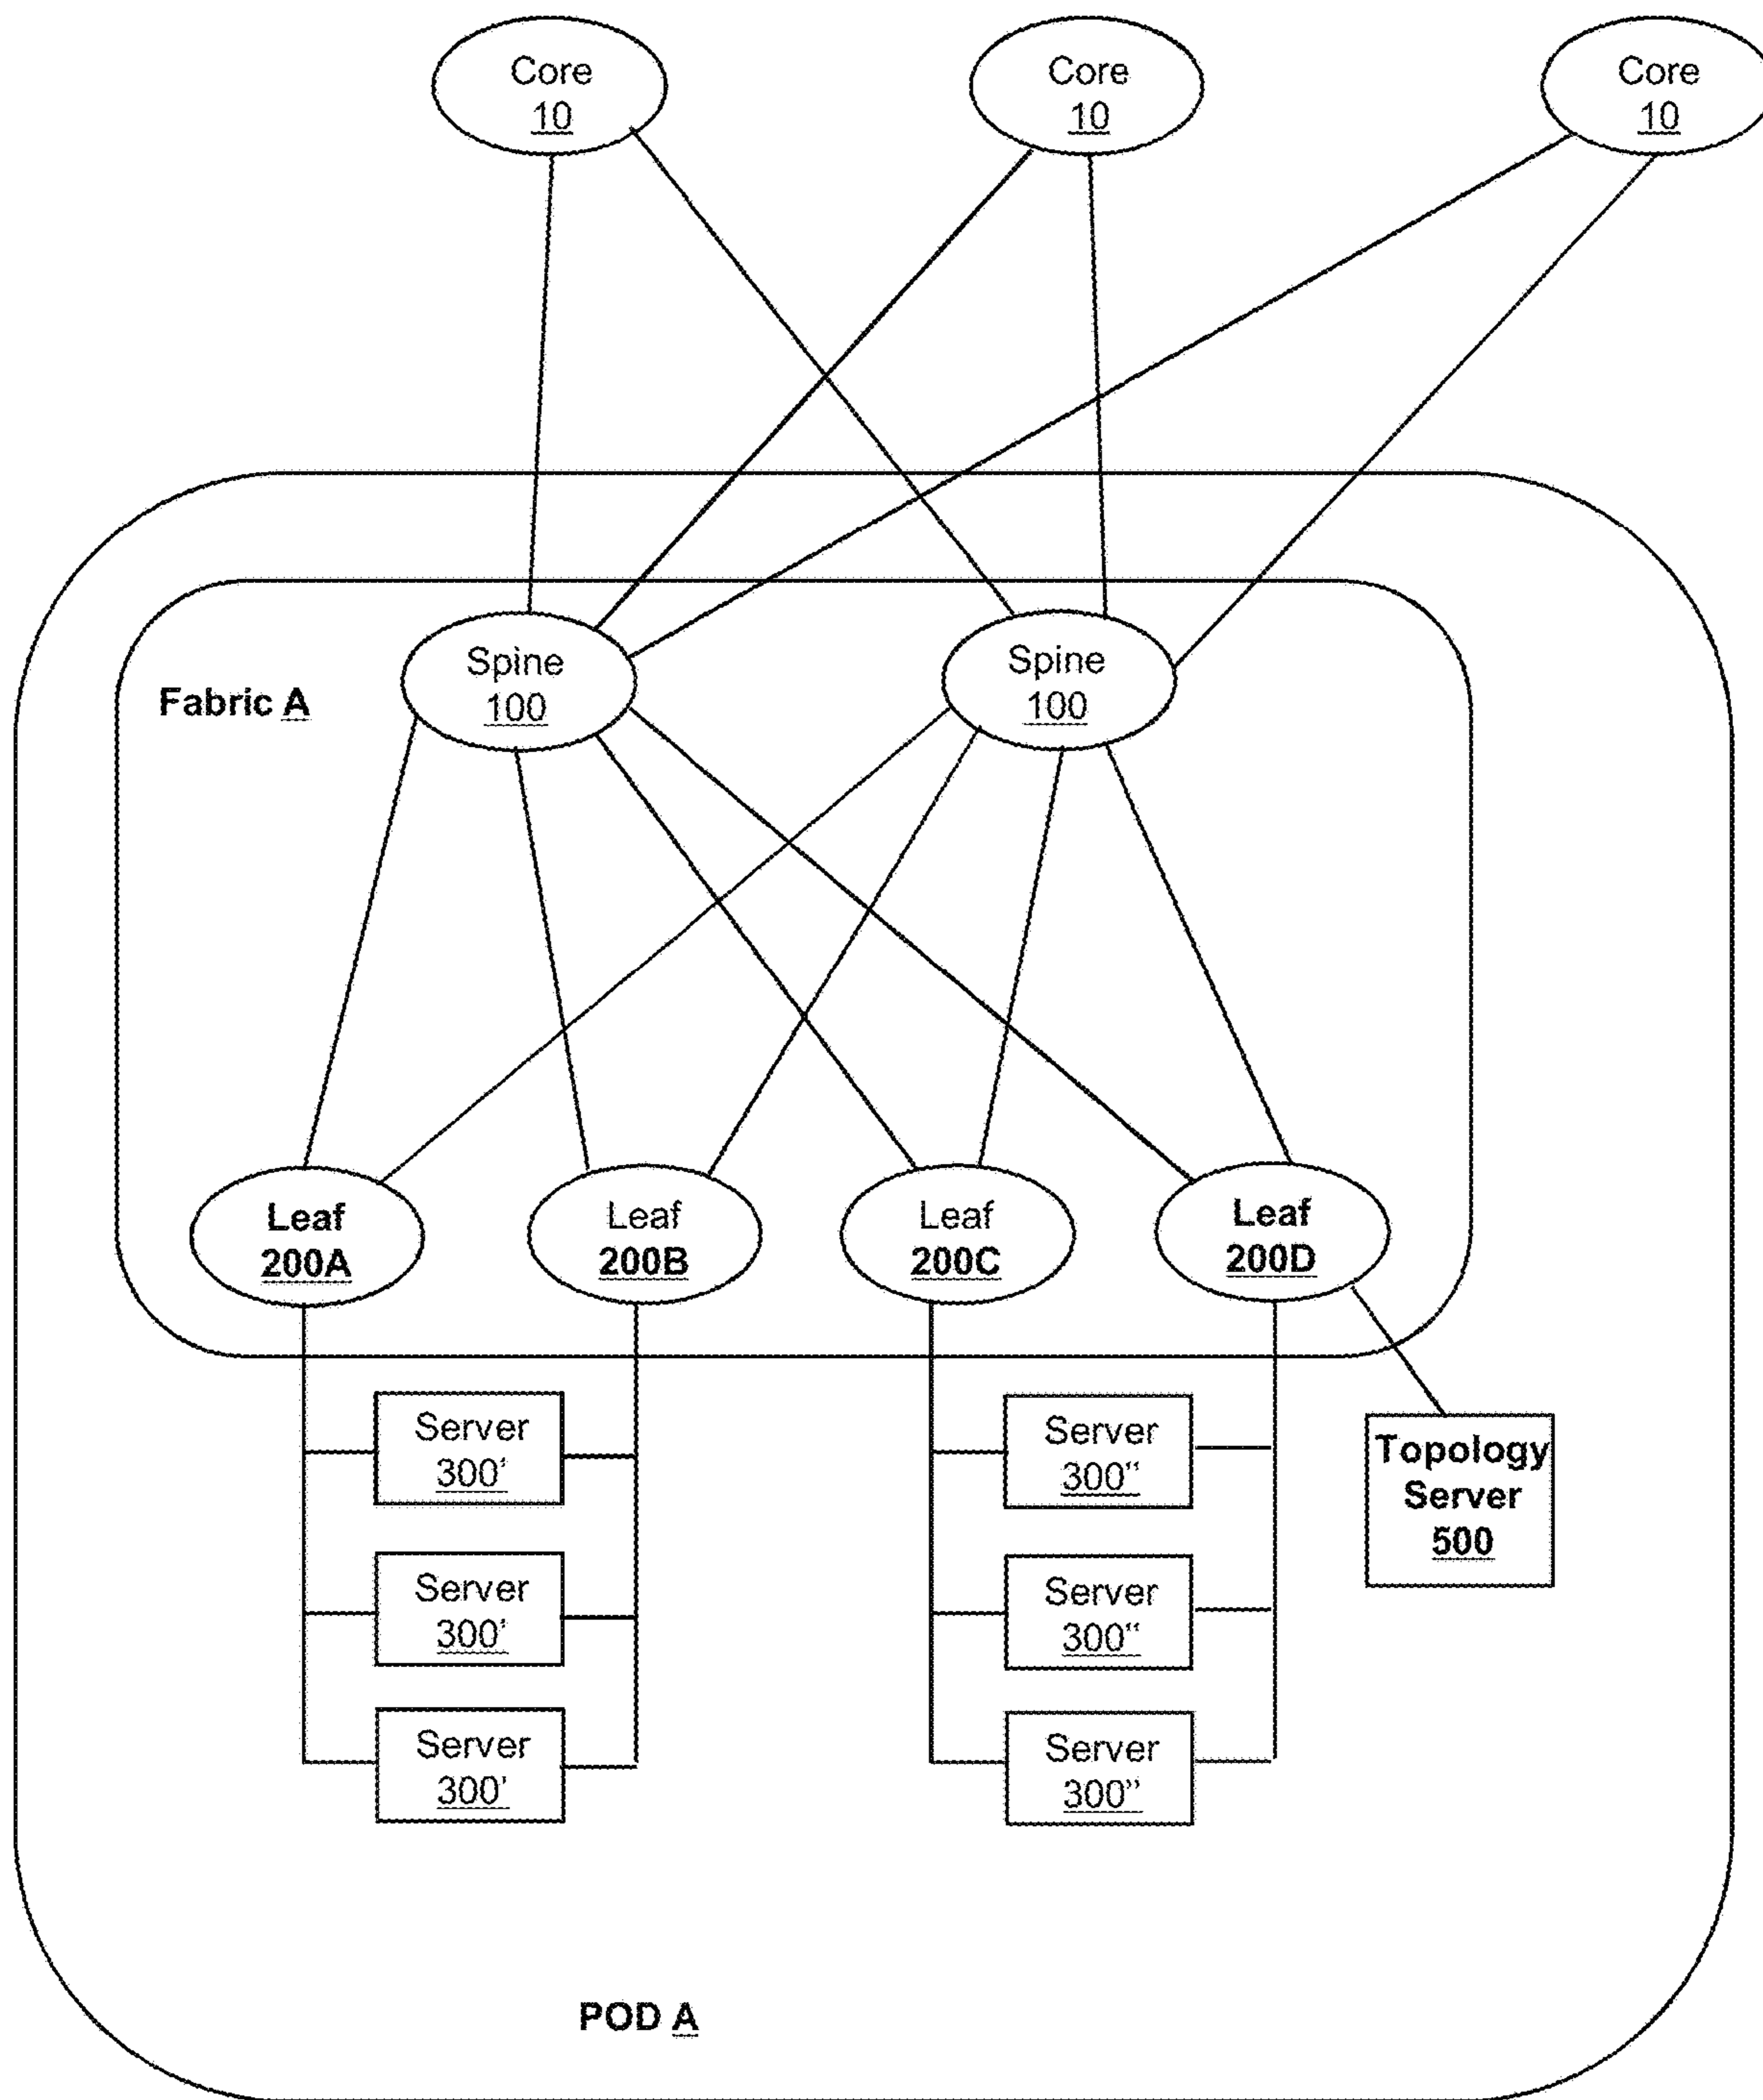 Core
10
Core
10
Core
10
Fabric A
Spine
100
Spine
100
Leaf
200A
Leaf
200B
Leaf
200C
Leaf
200D
Server
300'
Server
300'
Server
300'
Server
300"
Server
300"
Server
300"
Topology
Server
500
POD A